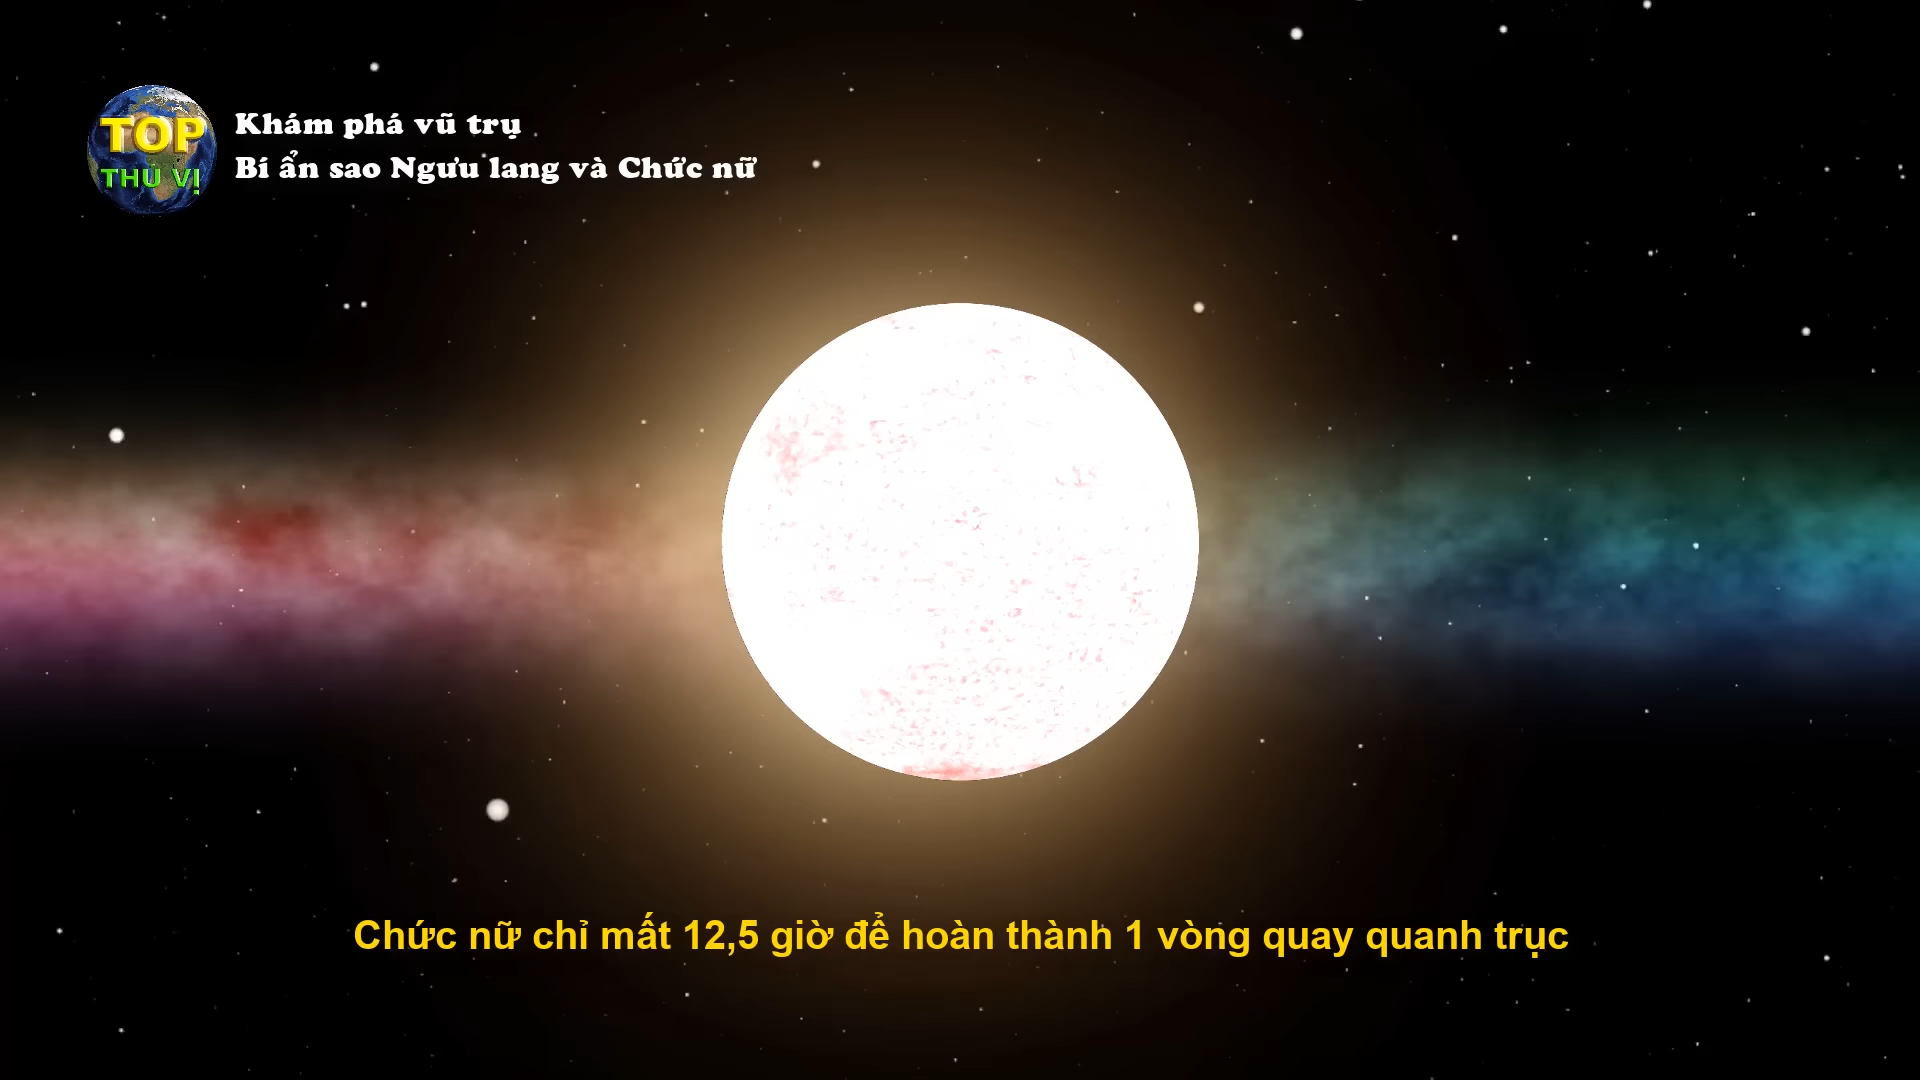 TOP
THÚ VỊ
Khám phá vũ trụ
Bí ẩn sao Ngưu lang và Chức nữ
Chức nữ chỉ mất 12,5 giờ để hoàn thành 1 vòng quay quanh trục